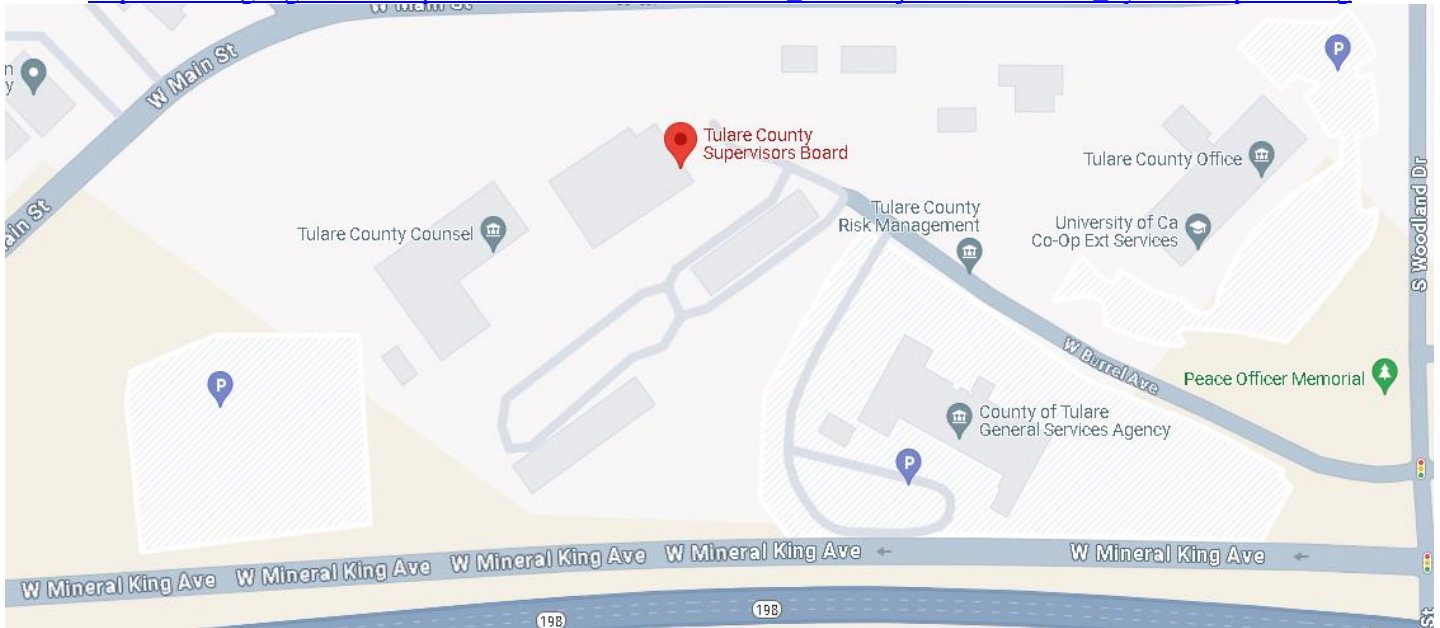 W Main St
W Main St
Tulare County
Supervisors Board
Tulare County Counsel
Tulare County
Risk Management
Tulare County Office
University of Ca
Co-Op Ext Services
S Woodland Dr
W Burrel Ave
Peace Officer Memorial
County of Tulare
General Services Agency
P
P
P
W Mineral King Ave
W Mineral King Ave
W Mineral King Ave
W Mineral King Ave
W Mineral King Ave
198
198
St